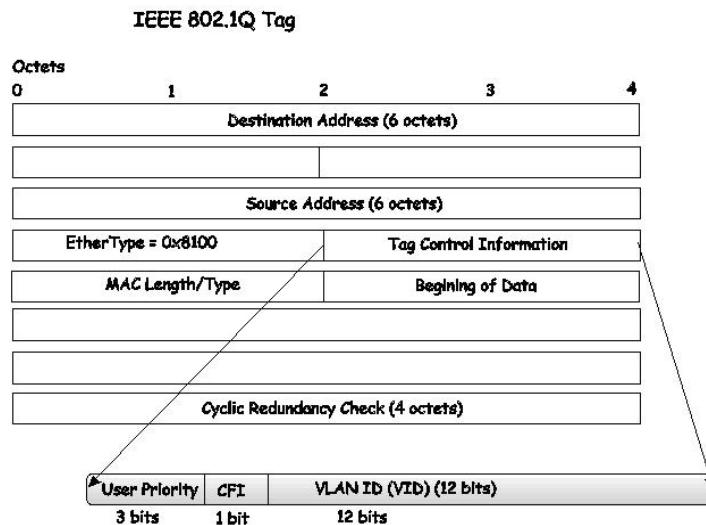 IEEE 802.1Q Tag
Octets
0 1 2 3 4
Destination Address (6 octets)
Source Address (6 octets)
EtherType = 0x8100 Tag Control Information
MAC Length/Type Begining of Data
Cyclic Redundancy Check (4 octets)
User Priority CFI VLAN ID (VID) (12 bits)
3 bits 1 bit 12 bits